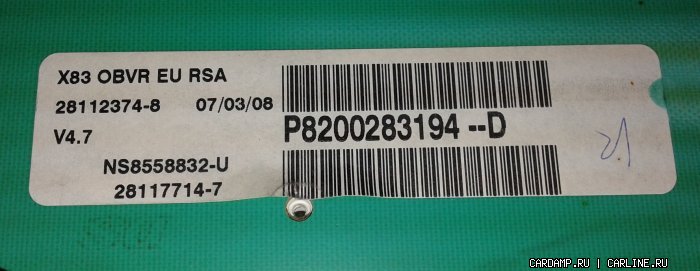 X83 OBVR EU RSA
28112374-8 07/03/08
V4.7
P8200283194 --D
NS8558832-U
28117714-7
21
CARDAMP.RU | CARLINE.RU